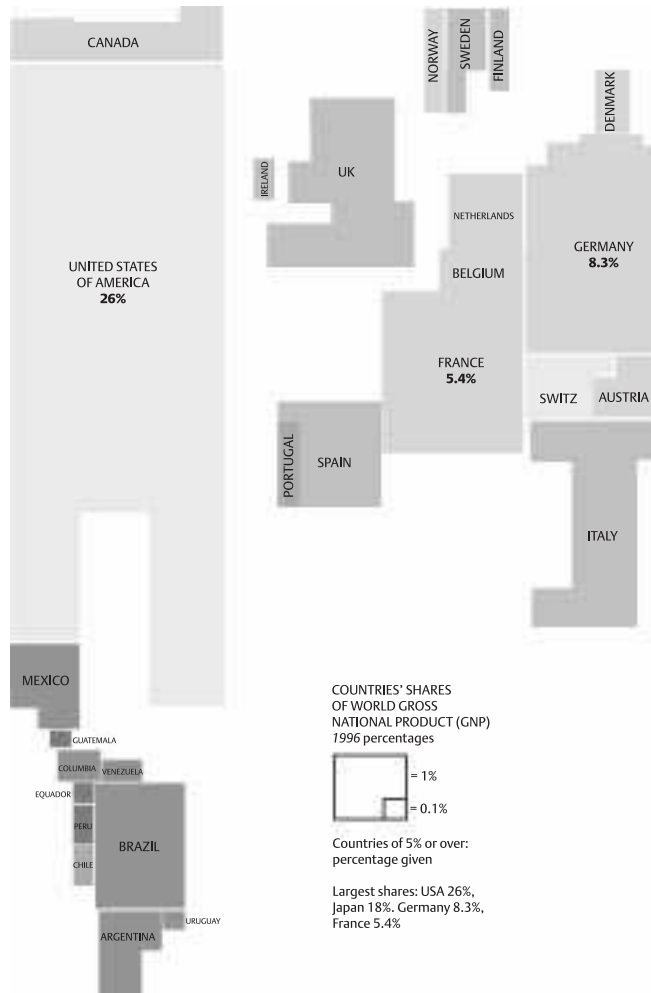 CANADA
NORWAY
SWEDEN
FINLAND
DENMARK
IRELAND
UK
NETHERLANDS
BELGIUM
GERMANY
8.3%
UNITED STATES
OF AMERICA
26%
FRANCE
5.4%
SWITZ
AUSTRIA
PORTUGAL
SPAIN
ITALY
MEXICO
GUATEMALA
COLUMBIA
VENEZUELA
EQUADOR
PERU
BRAZIL
CHILE
URUGUAY
ARGENTINA
COUNTRIES' SHARES
OF WORLD GROSS
NATIONAL PRODUCT (GNP)
1996 percentages
= 1%
= 0.1%
Countries of 5% or over:
percentage given
Largest shares: USA 26%,
Japan 18%. Germany 8.3%,
France 5.4%